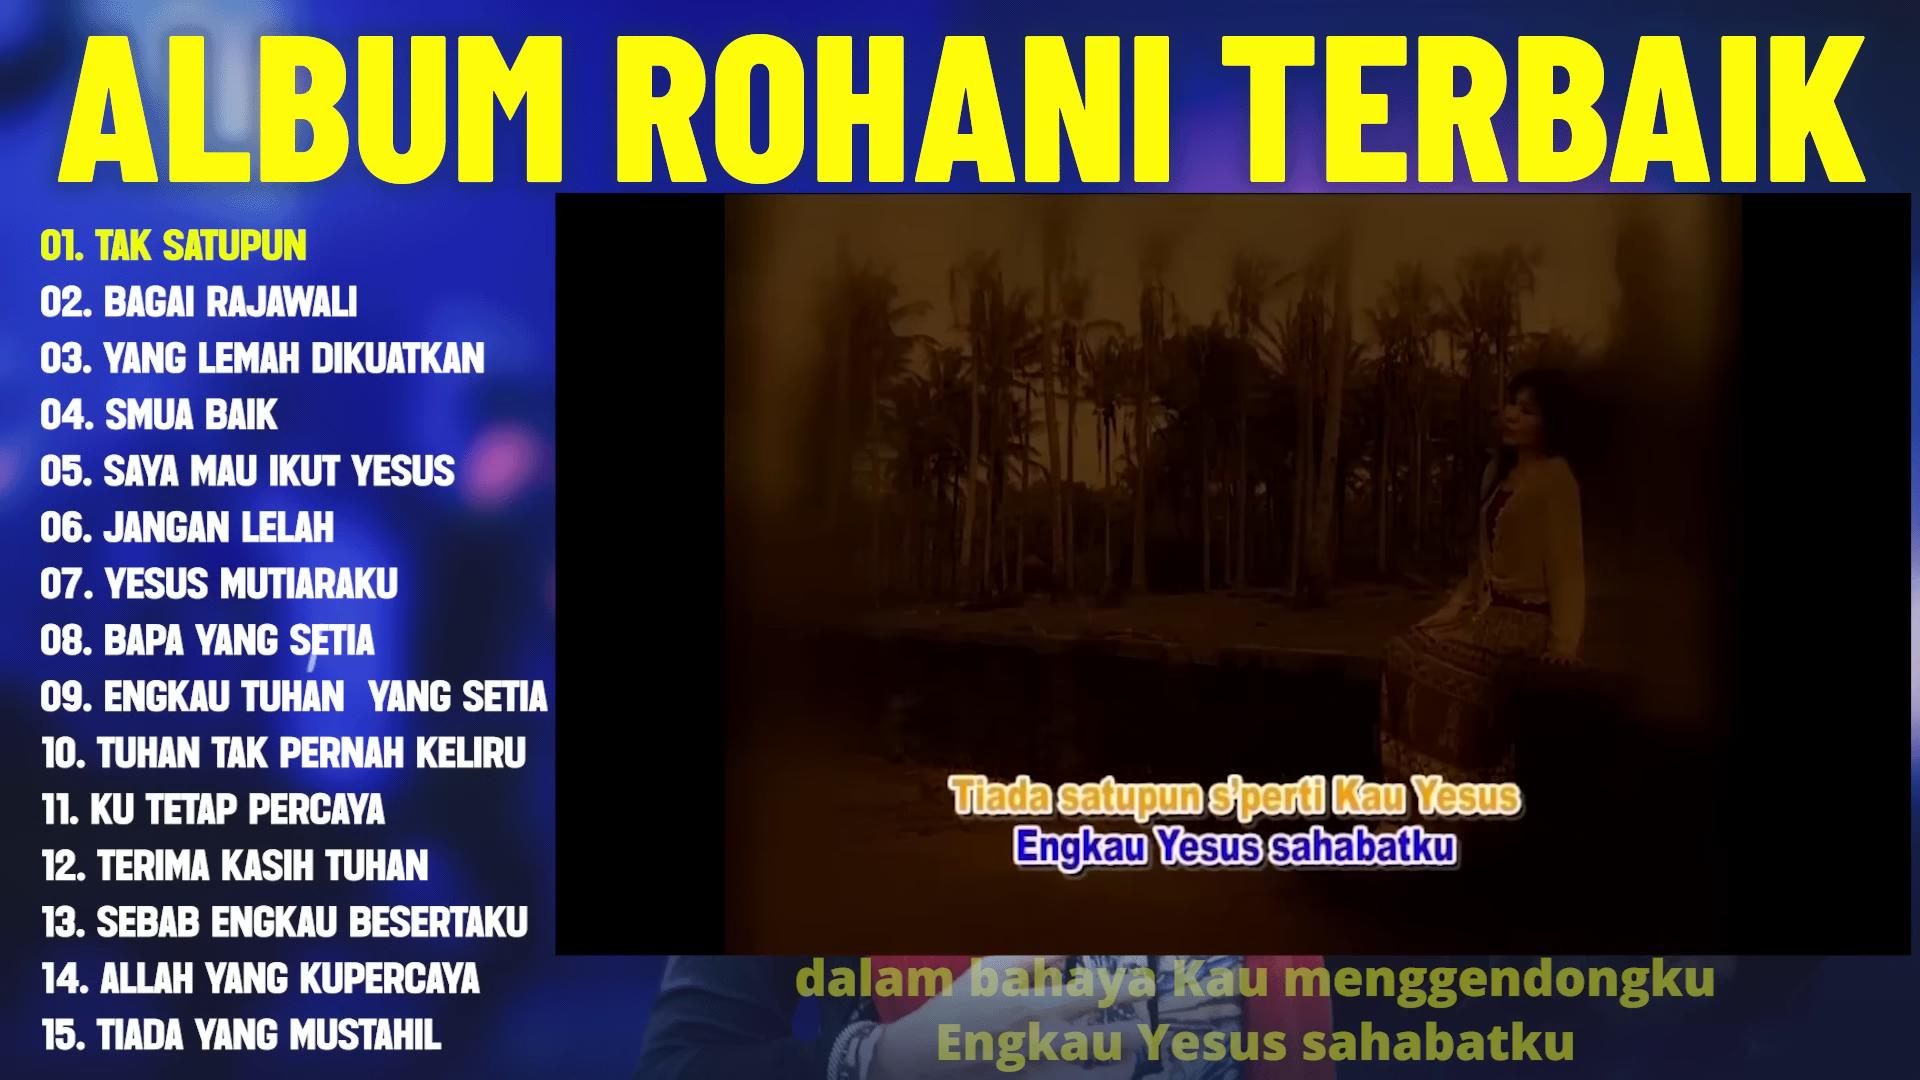 ALBUM ROHANI TERBAIK
01. TAK SATUPUN
02. BAGAI RAJAWALI
03. YANG LEMAH DIKUATKAN
04. SMUA BAIK
05. SAYA MAU IKUT YESUS
06. JANGAN LELAH
07. YESUS MUTIARAKU
08. BAPA YANG SETIA
09. ENGKAU TUHAN YANG SETIA
10. TUHAN TAK PERNAH KELIRU
11. KU TETAP PERCAYA
12. TERIMA KASIH TUHAN
13. SEBAB ENGKAU BESERTAKU
14. ALLAH YANG KUPERCAYA
15. TIADA YANG MUSTAHIL
Tiada satupun s'perti Kau Yesus
Engkau Yesus sahabatku
dalam bahaya Kau menggendongku
Engkau Yesus sahabatku